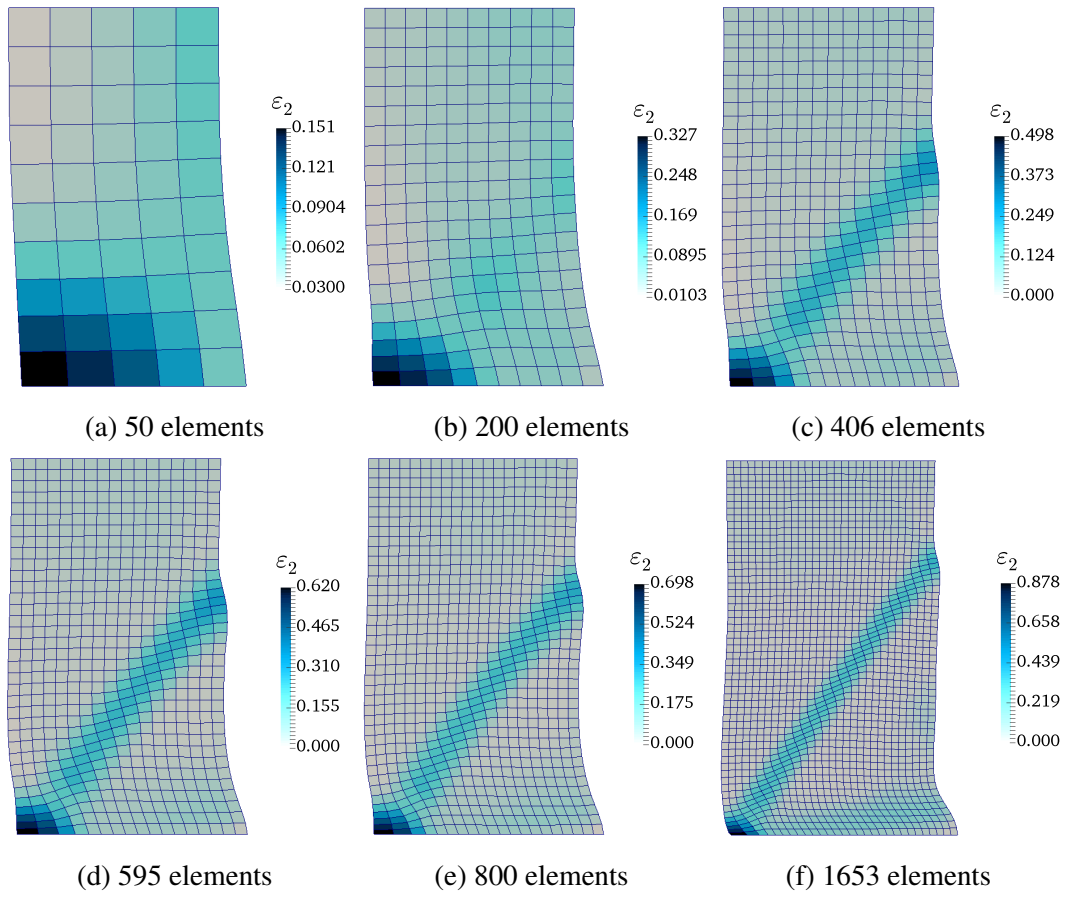 ε₂
0.151
0.121
0.0904
0.0602
0.0300
(a) 50 elements
ε₂
0.327
0.248
0.169
0.0895
0.0103
(b) 200 elements
ε₂
0.498
0.373
0.249
0.124
0.000
(c) 406 elements
ε₂
0.620
0.465
0.310
0.155
0.000
(d) 595 elements
ε₂
0.698
0.524
0.349
0.175
0.000
(e) 800 elements
ε₂
0.878
0.658
0.439
0.219
0.000
(f) 1653 elements